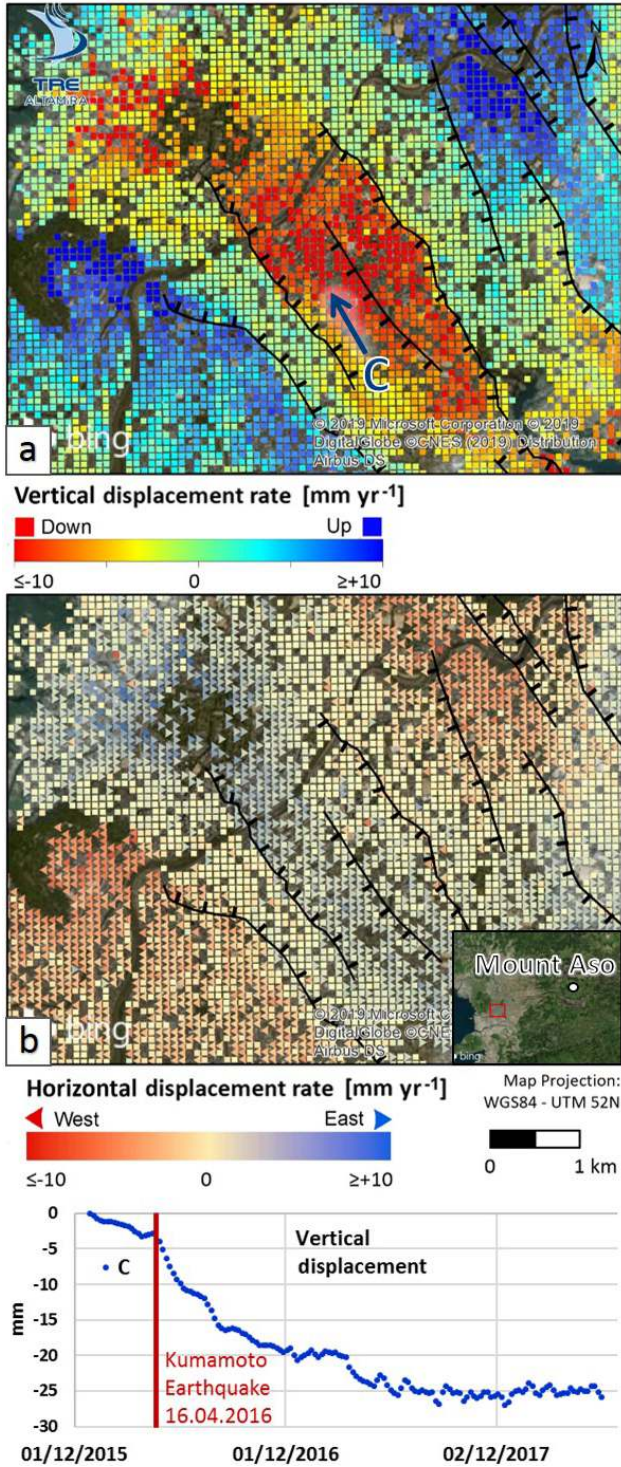 TRE
ALTAMIRA
N
C
© 2019 Microsoft Corporation © 2019
DigitalGlobe ©CNES (2019) Distribution
Airbus DS
a
bing
Vertical displacement rate [mm yr⁻¹]
Down
Up
≤-10
0
≥+10
Mount Aso
bing
© 2019 Microsoft C
DigitalGlobe ©CNE
Airbus DS
b
bing
Horizontal displacement rate [mm yr⁻¹]
West
East
≤-10
0
≥+10
Map Projection:
WGS84 - UTM 52N
0
1 km
0
-5
-10
-15
-20
-25
-30
mm
C
Vertical
displacement
Kumamoto
Earthquake
16.04.2016
01/12/2015
01/12/2016
02/12/2017